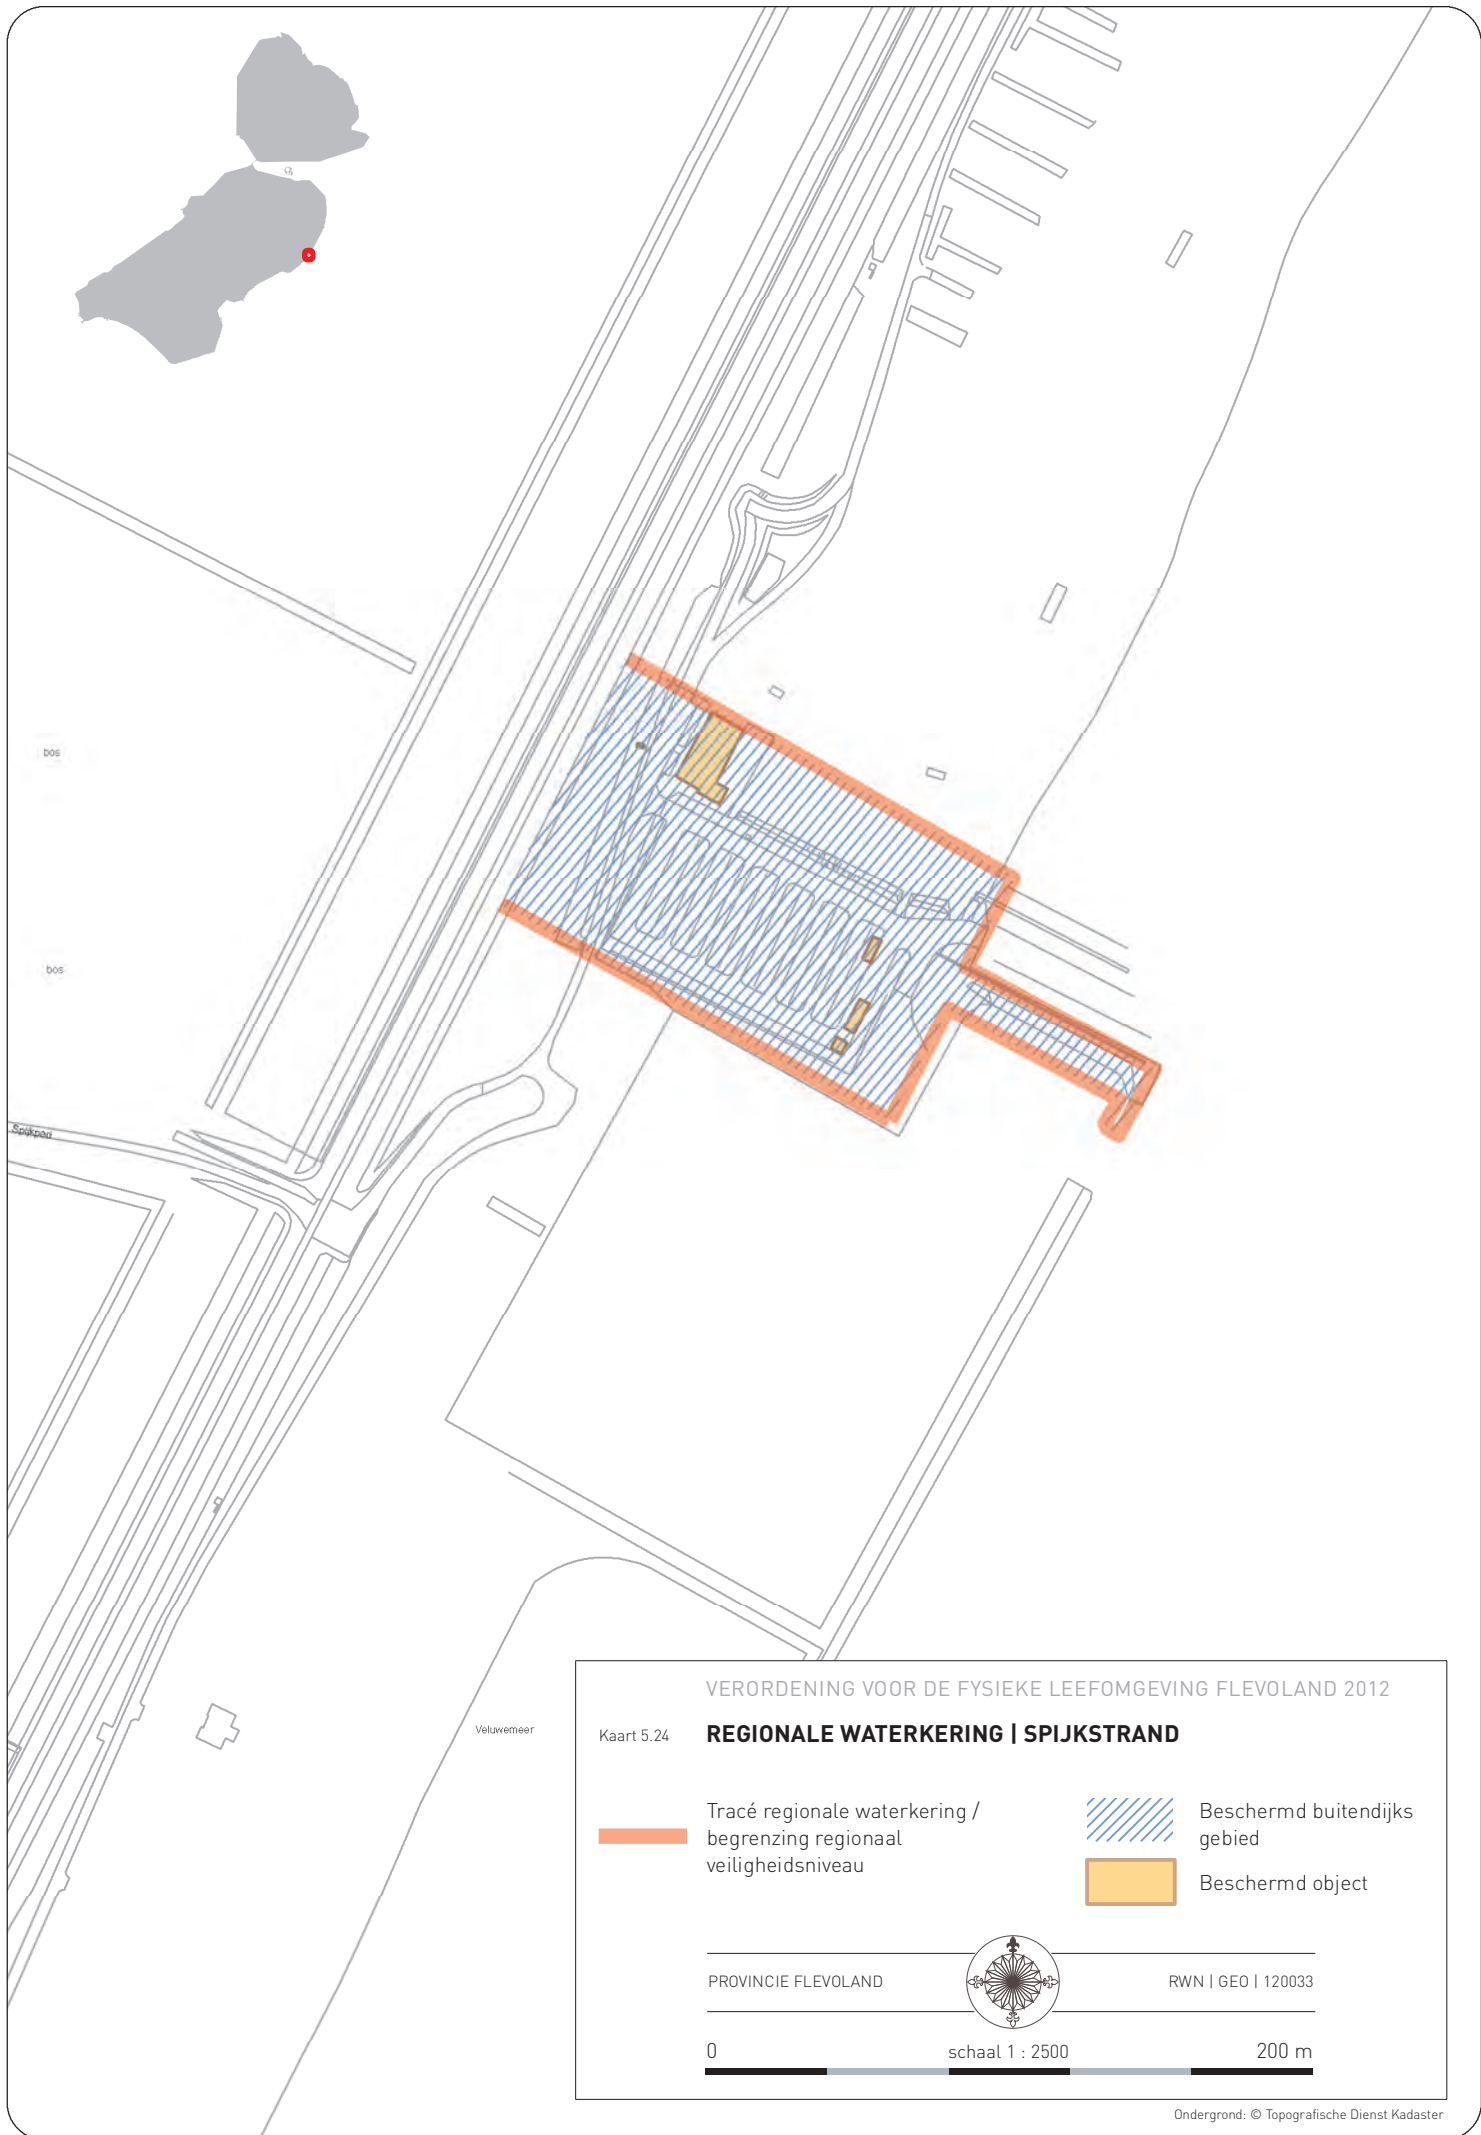 bos
bos
Spijkpad
Veluwemeer
VERORDENING VOOR DE FYSIEKE LEEFOMGEVING FLEVOLAND 2012
Kaart 5.24 REGIONALE WATERKERING | SPIJKSTRAND
Tracé regionale waterkering /
begrenzing regionaal
veiligheidsniveau
Beschermd buitendijks
gebied
Beschermd object
PROVINCIE FLEVOLAND
RWN | GEO | 120033
0 schaal 1 : 2500 200 m
Ondergrond: © Topografische Dienst Kadaster